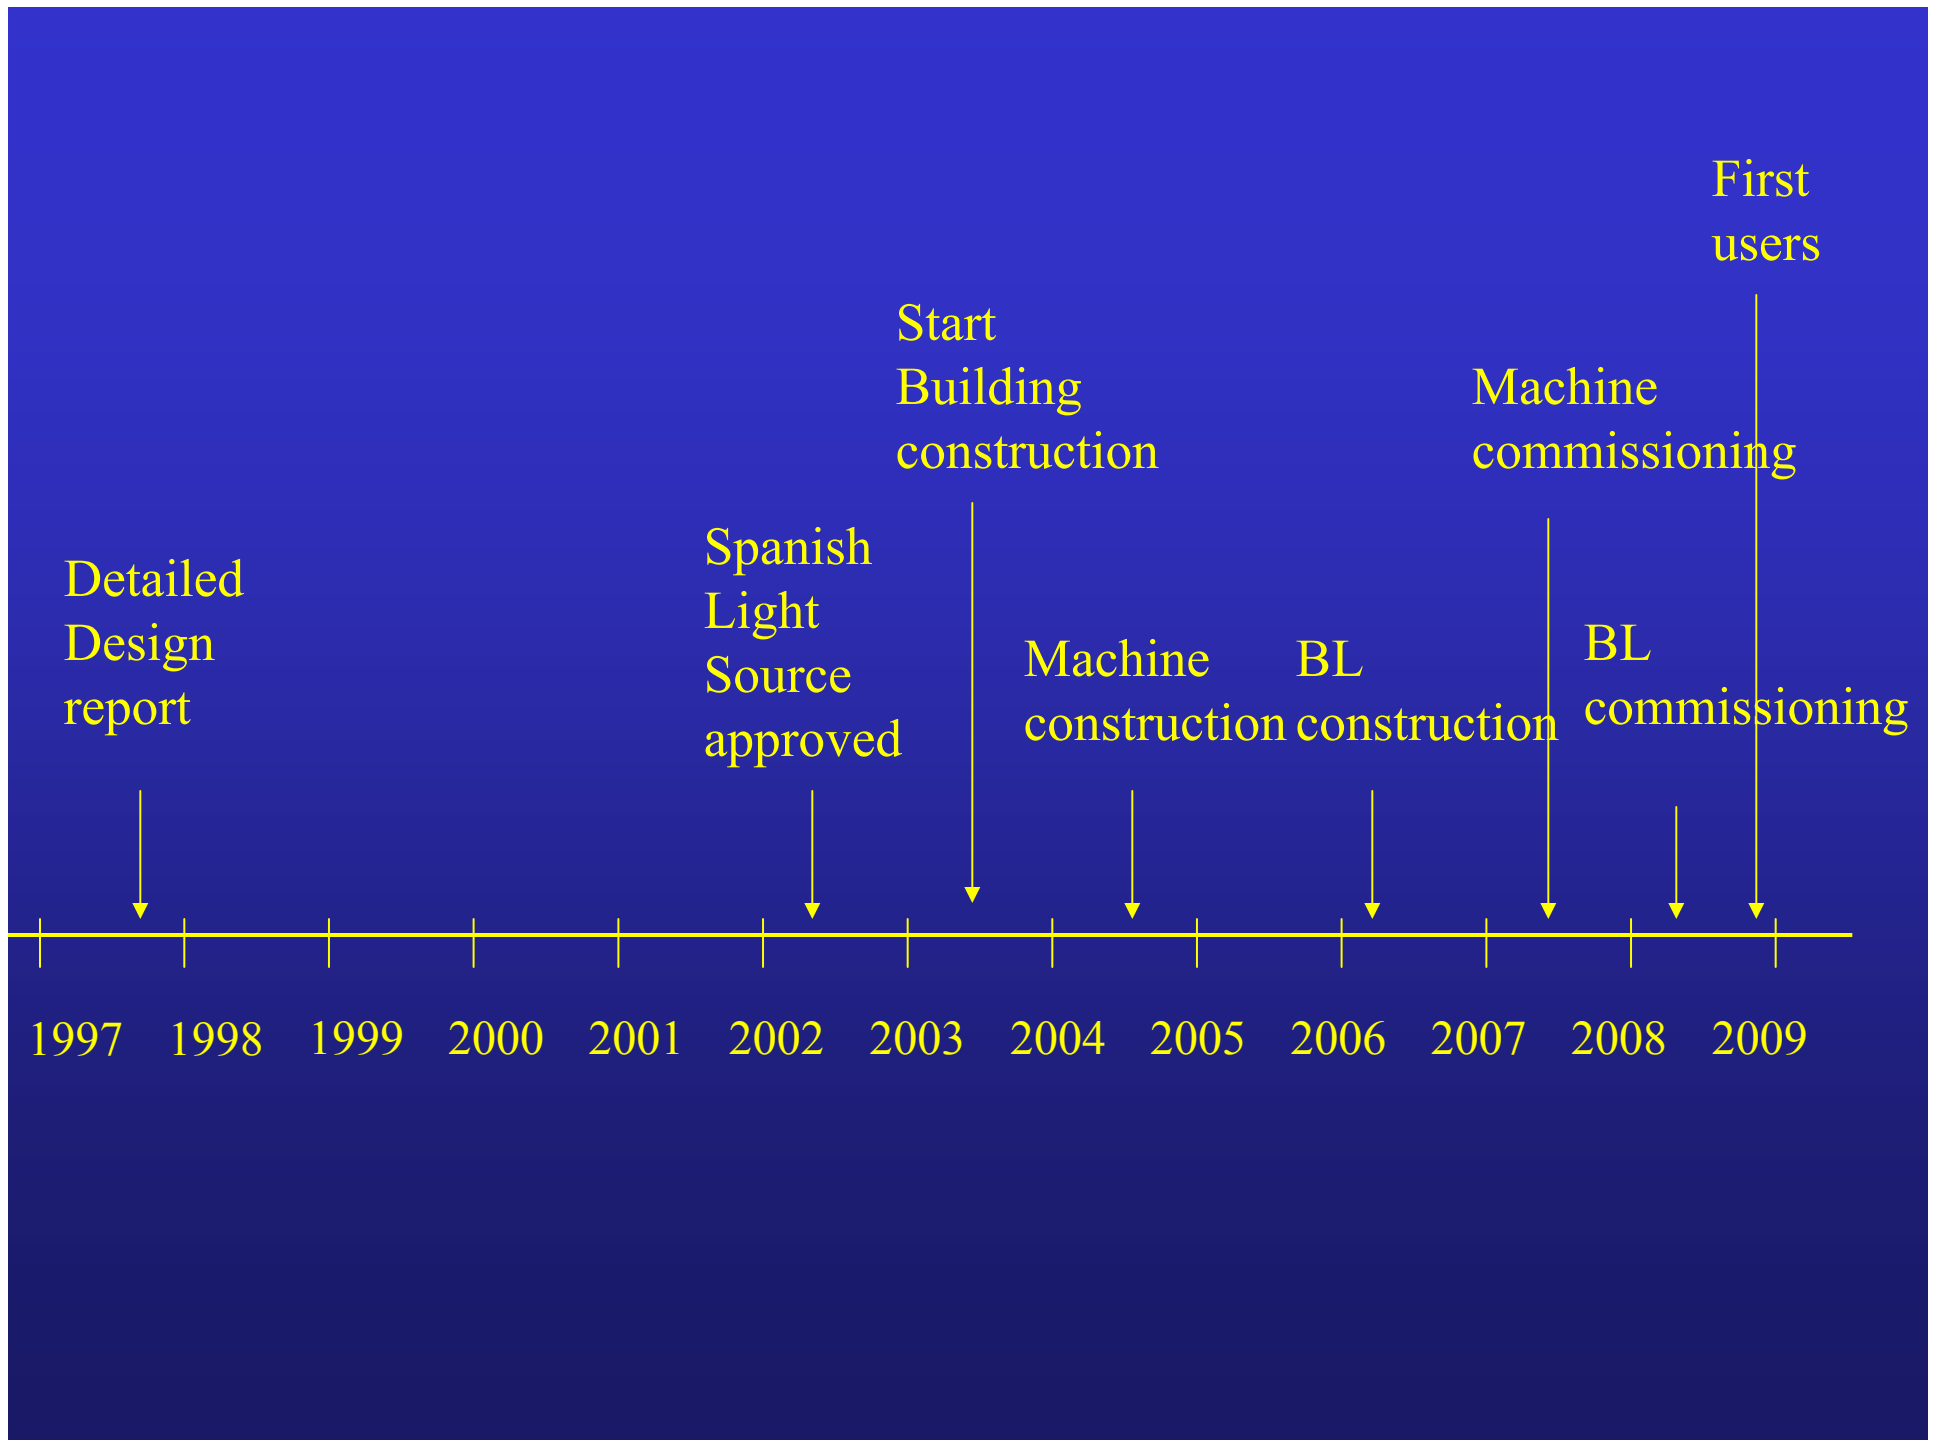 First
users
Start
Building
construction
Machine
commissioning
Spanish
Light
Source
approved
Detailed
Design
report
Machine
construction
BL
construction
BL
commissioning
1997 1998 1999 2000 2001 2002 2003 2004 2005 2006 2007 2008 2009